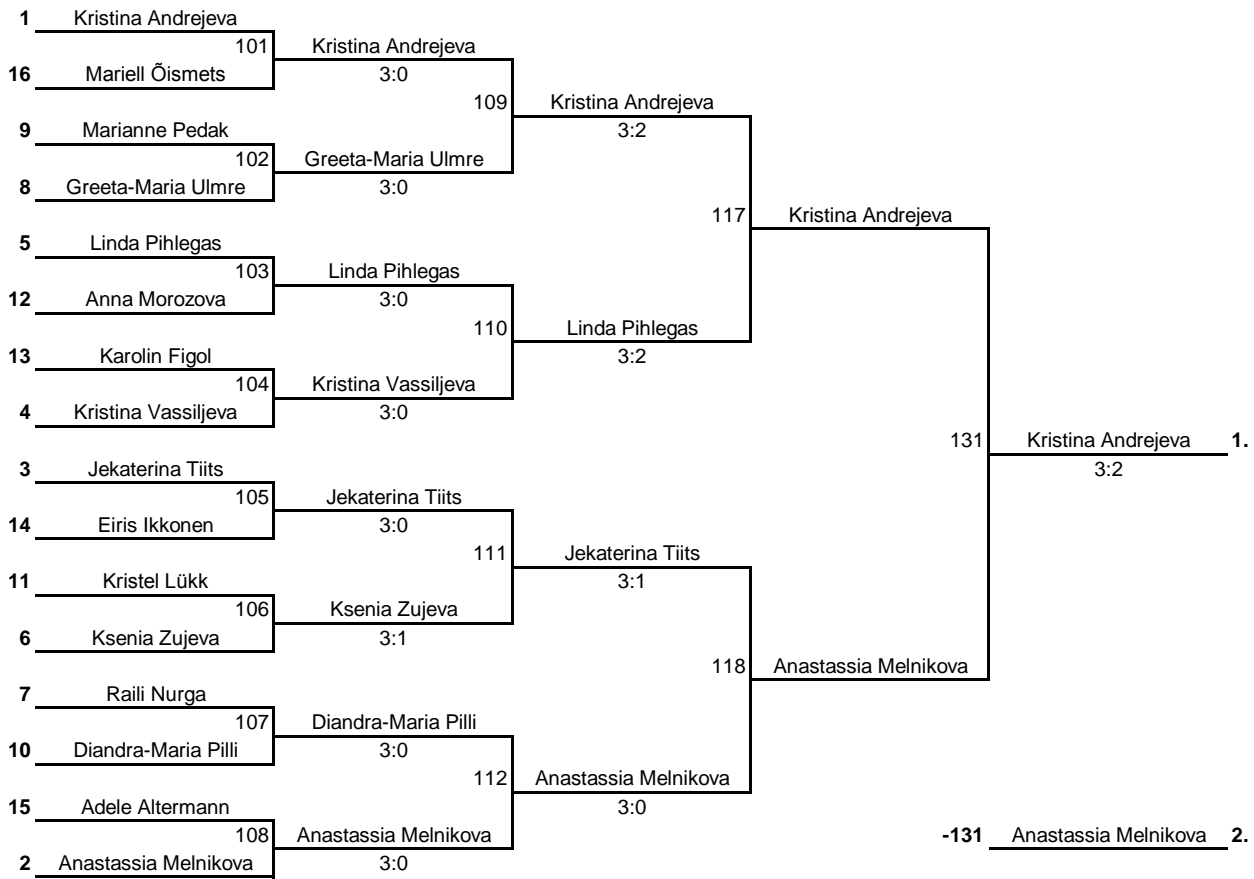 1 Kristina Andrejeva
101 Kristina Andrejeva
16 Mariell Õismets 3:0
109 Kristina Andrejeva
9 Marianne Pedak 3:2
102 Greeta-Maria Ulmre
8 Greeta-Maria Ulmre 3:0
117 Kristina Andrejeva
5 Linda Pihlegas
103 Linda Pihlegas
12 Anna Morozova 3:0
110 Linda Pihlegas
13 Karolin Figol 3:2
104 Kristina Vassiljeva
4 Kristina Vassiljeva 3:0
131 Kristina Andrejeva 1.
3 Jekaterina Tiits 3:2
105 Jekaterina Tiits
14 Eiris Ikkonen 3:0
111 Jekaterina Tiits
11 Kristel Lükk 3:1
106 Ksenia Zujeva
6 Ksenia Zujeva 3:1
118 Anastassia Melnikova
7 Raili Nurga
107 Diandra-Maria Pilli
10 Diandra-Maria Pilli 3:0
112 Anastassia Melnikova
15 Adele Altermann 3:0
108 Anastassia Melnikova -131 Anastassia Melnikova 2.
2 Anastassia Melnikova 3:0